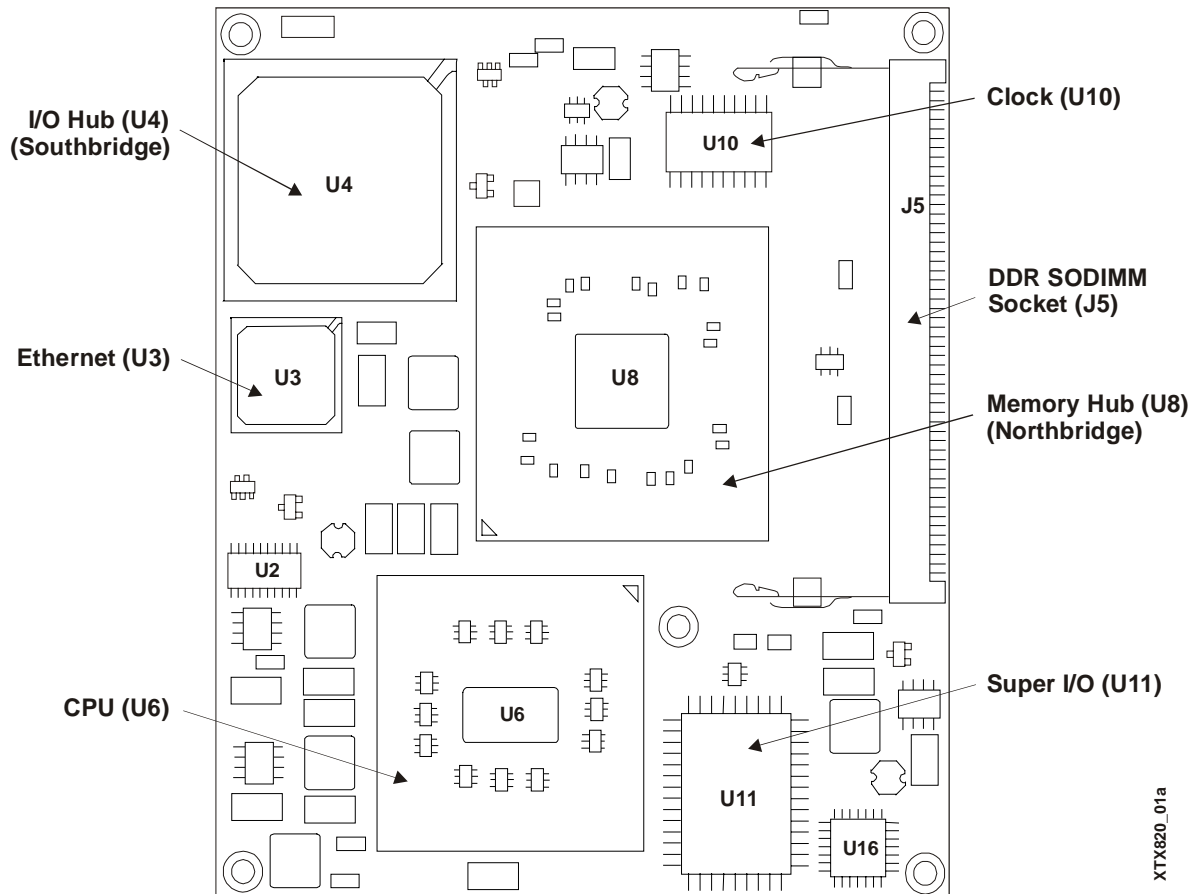 I/O Hub (U4)
(Southbridge)
U4
U10
Clock (U10)
J5
DDR SODIMM
Socket (J5)
Ethernet (U3)
U3
U8
Memory Hub (U8)
(Northbridge)
U2
CPU (U6)
U6
Super I/O (U11)
U11
U16
XTX820_01a